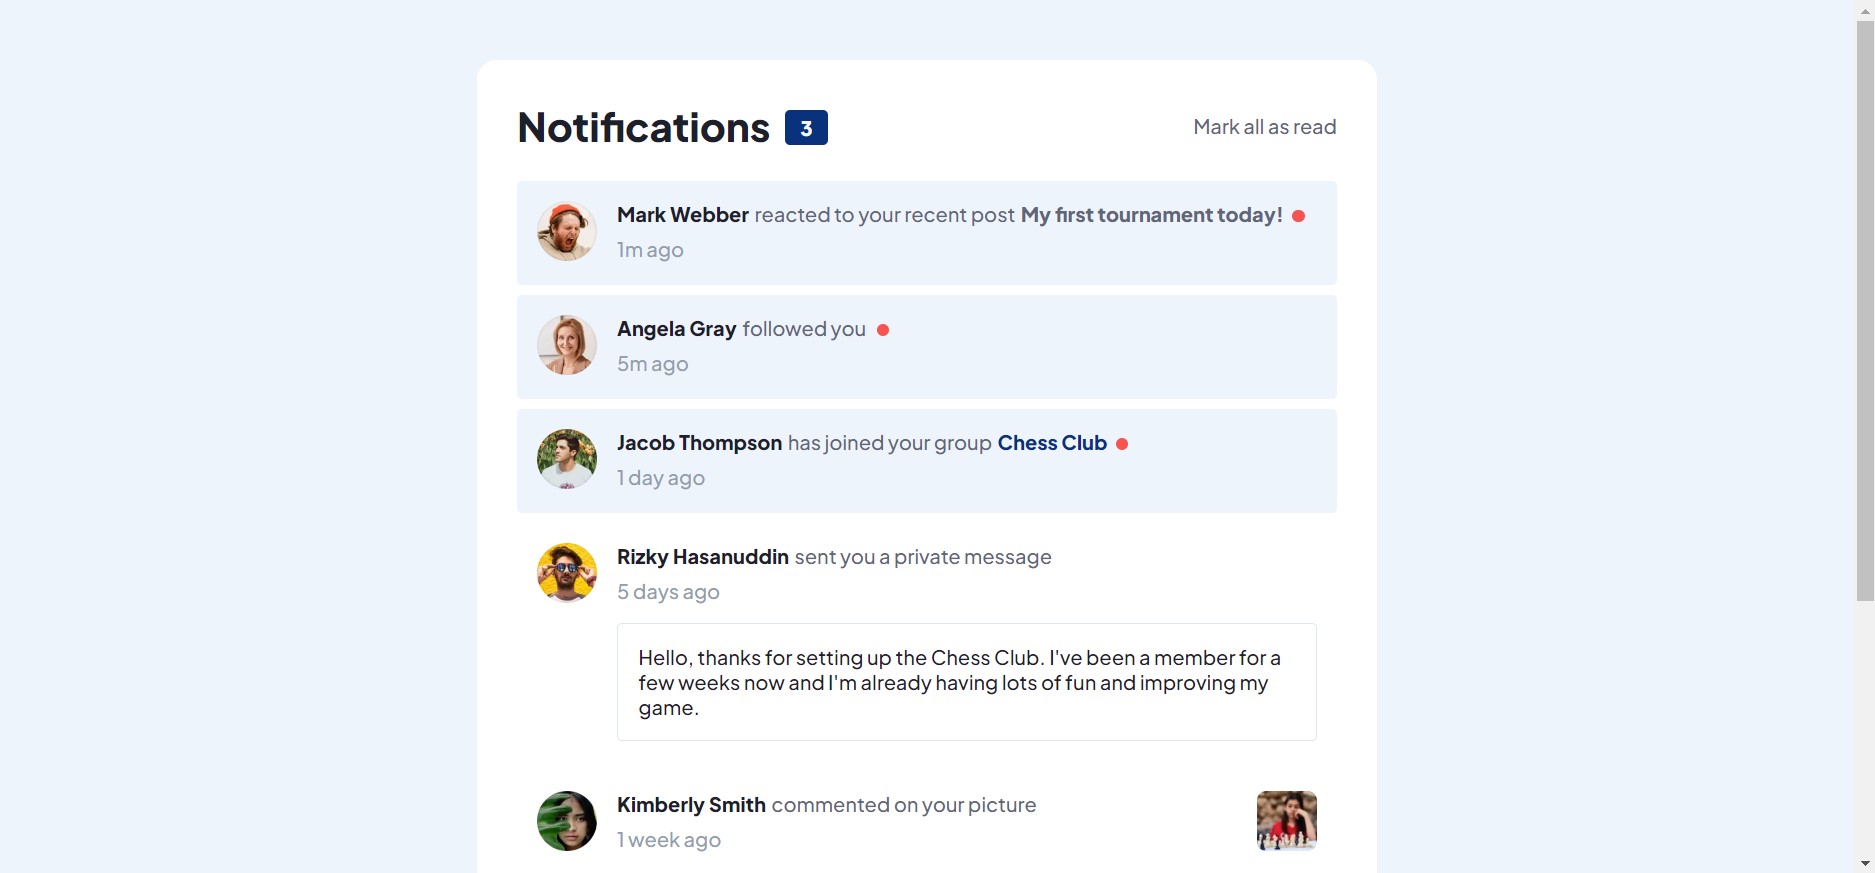 Notifications 3 Mark all as read
Mark Webber reacted to your recent post My first tournament today!
1m ago
Angela Gray followed you
5m ago
Jacob Thompson has joined your group Chess Club
1 day ago
Rizky Hasanuddin sent you a private message
5 days ago
Hello, thanks for setting up the Chess Club. I've been a member for a
few weeks now and I'm already having lots of fun and improving my
game.
Kimberly Smith commented on your picture
1 week ago